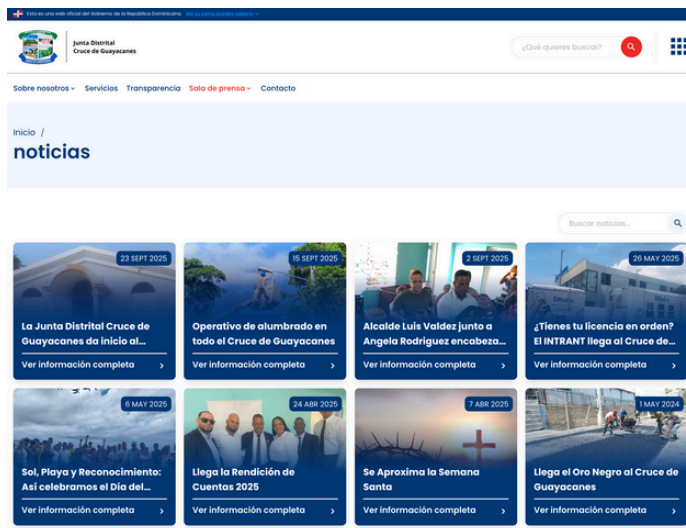 Esta es una web oficial del Gobierno de la República Dominicana. Así es como puedes saberlo
Junta Distrital
Cruce de Guayacanes
¿Qué quieres buscar?
Sobre nosotros Servicios Transparencia Sala de prensa Contacto
Inicio /
noticias
Buscar noticias...
23 SEPT 2025
La Junta Distrital Cruce de
Guayacanes da inicio al...
Ver información completa
15 SEPT 2025
Operativo de alumbrado en
todo el Cruce de Guayacanes
Ver información completa
2 SEPT 2025
Alcalde Luis Valdez junto a
Angela Rodriguez encabeza...
Ver información completa
26 MAY 2025
¿Tienes tu licencia en orden?
El INTRANT llega al Cruce de...
Ver información completa
6 MAY 2025
Sol, Playa y Reconocimiento:
Así celebramos el Día del...
Ver información completa
24 ABR 2025
Llega la Rendición de
Cuentas 2025
Ver información completa
7 ABR 2025
Se Aproxima la Semana
Santa
Ver información completa
1 MAY 2024
Llega el Oro Negro al Cruce de
Guayacanes
Ver información completa